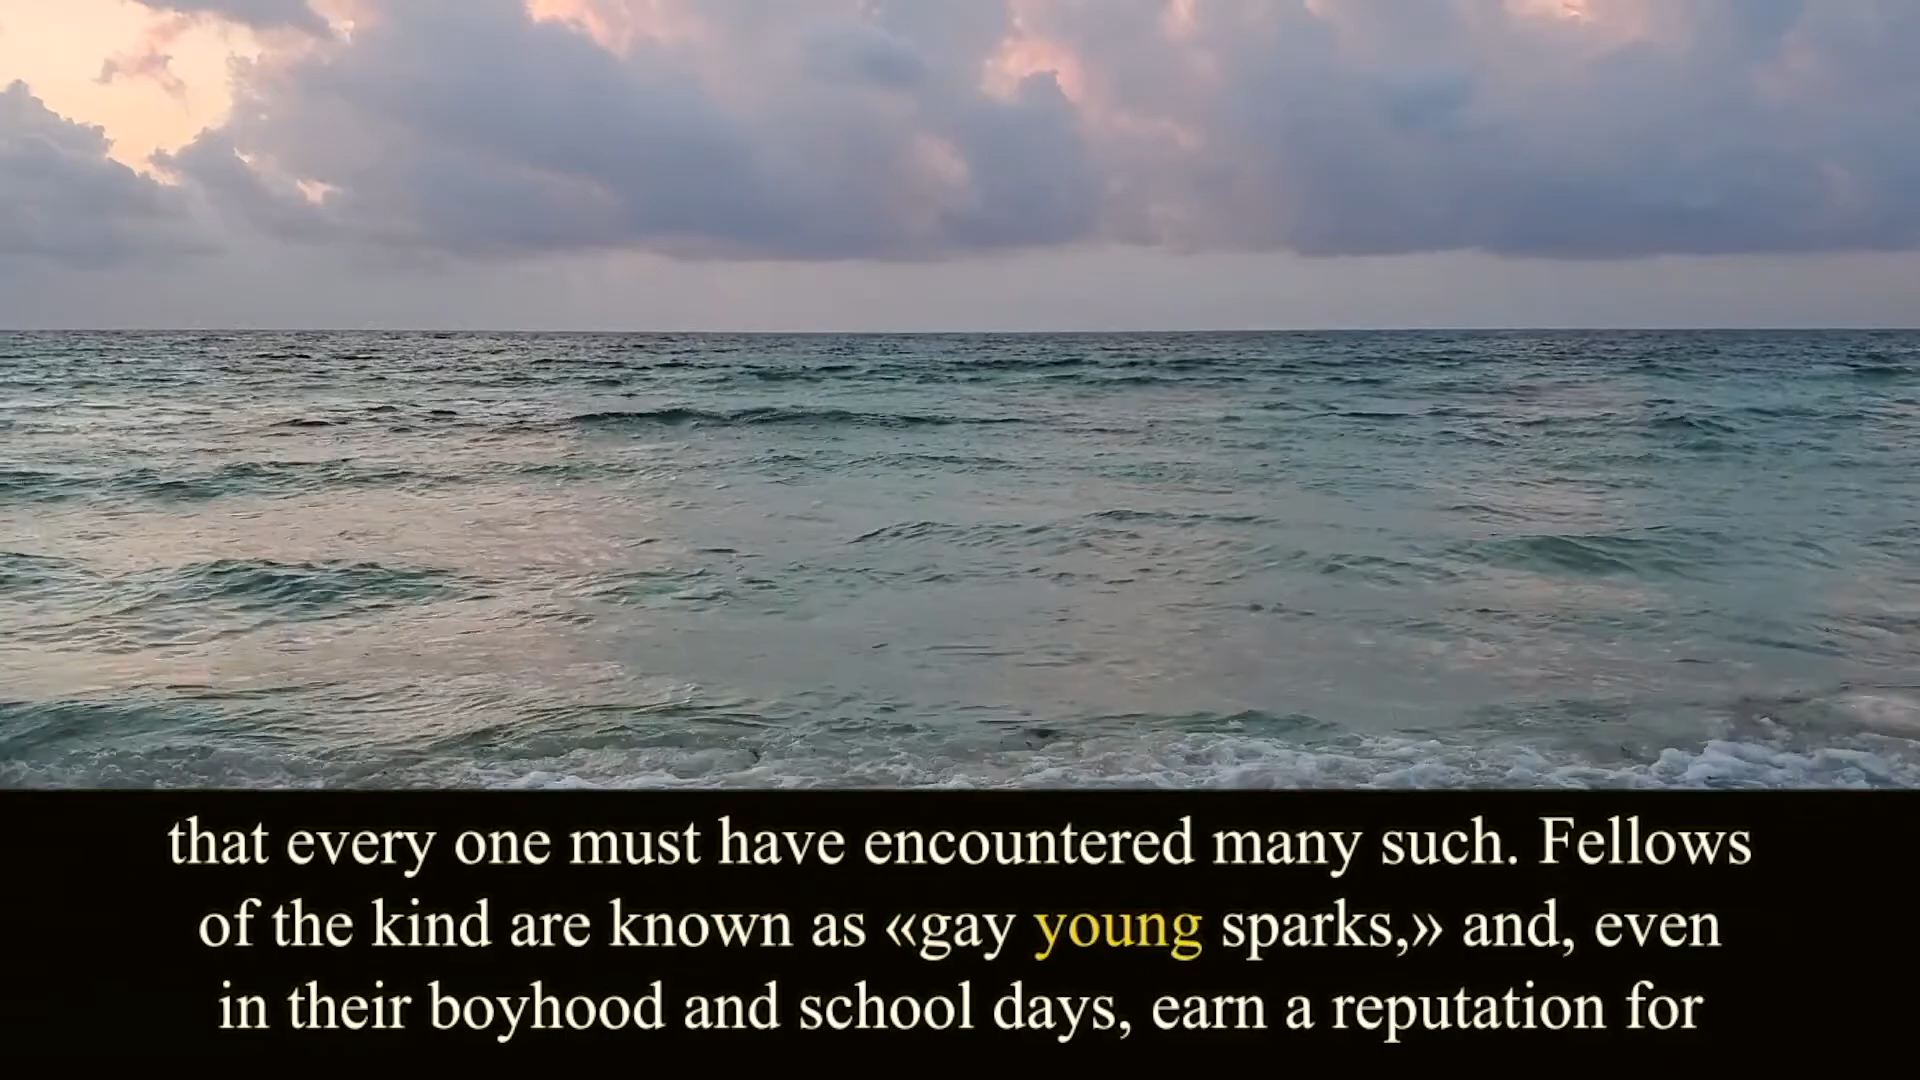 that every one must have encountered many such. Fellows
of the kind are known as «gay young sparks,» and, even
in their boyhood and school days, earn a reputation for